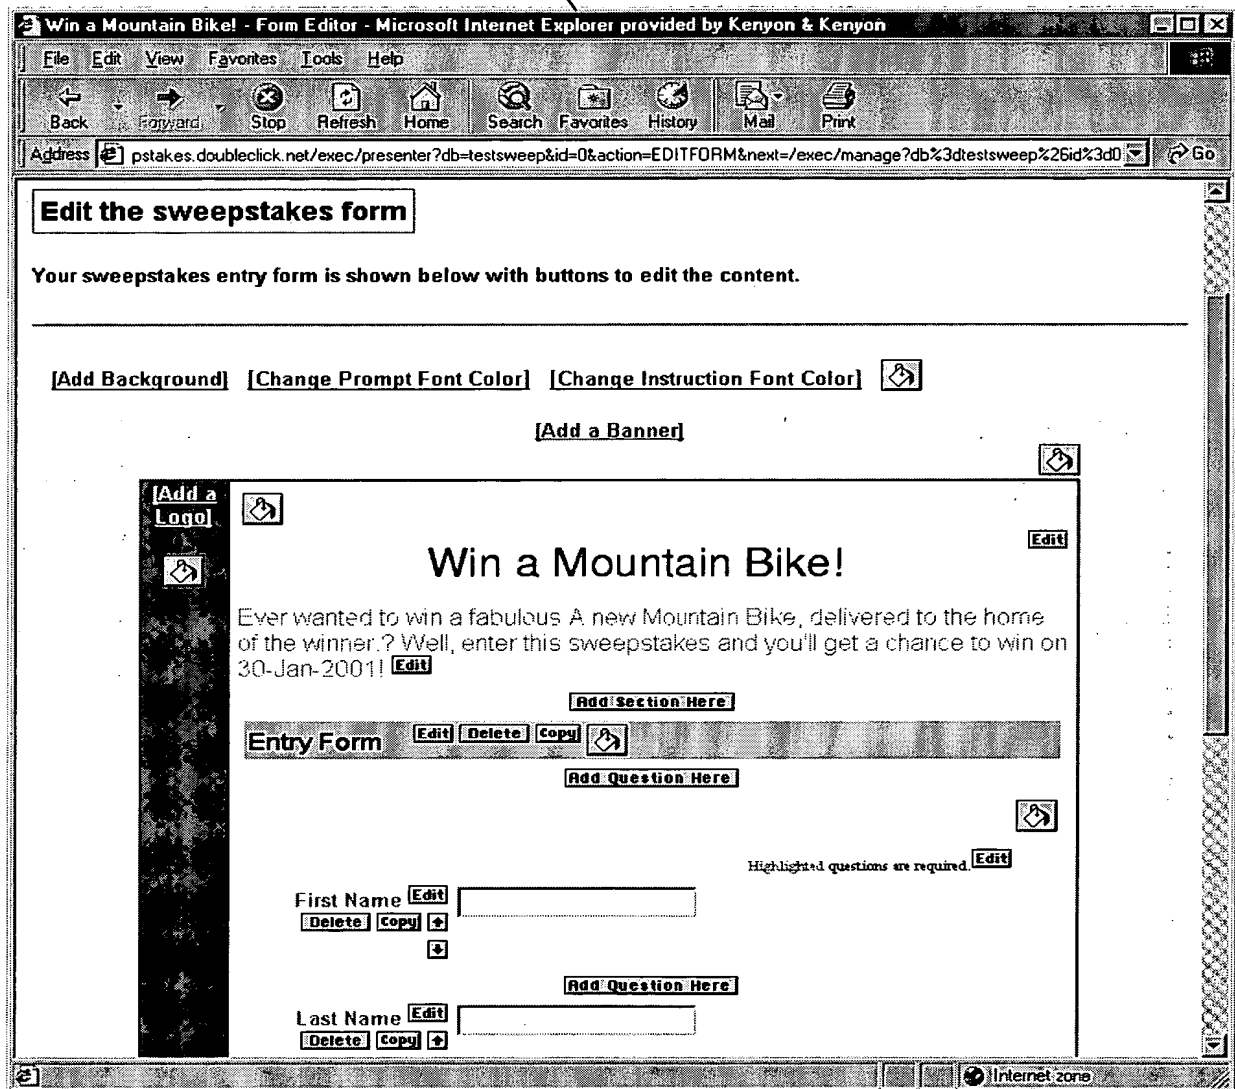 Win a Mountain Bike! - Form Editor - Microsoft Internet Explorer provided by Kenyon & Kenyon
File Edit View Favorites Tools Help
Back Forward Stop Refresh Home Search Favorites History Mail Print
Address pstakes.doubleclick.net/exec/presenter?db=testsweep&id=0&action=EDITFORM&next=/exec/manage?db%3dtestsweep%26id%3d0 Go
Edit the sweepstakes form
Your sweepstakes entry form is shown below with buttons to edit the content.
[Add Background] [Change Prompt Font Color] [Change Instruction Font Color]
[Add a Banner]
[Add a
Logo]
Edit
Win a Mountain Bike!
Ever wanted to win a fabulous A new Mountain Bike, delivered to the home
of the winner.? Well, enter this sweepstakes and you'll get a chance to win on
30-Jan-2001! Edit
Add Section Here
Entry Form Edit Delete Copy
Add Question Here
Highlighted questions are required. Edit
First Name Edit
Delete Copy
Add Question Here
Last Name Edit
Delete Copy
Internet zone